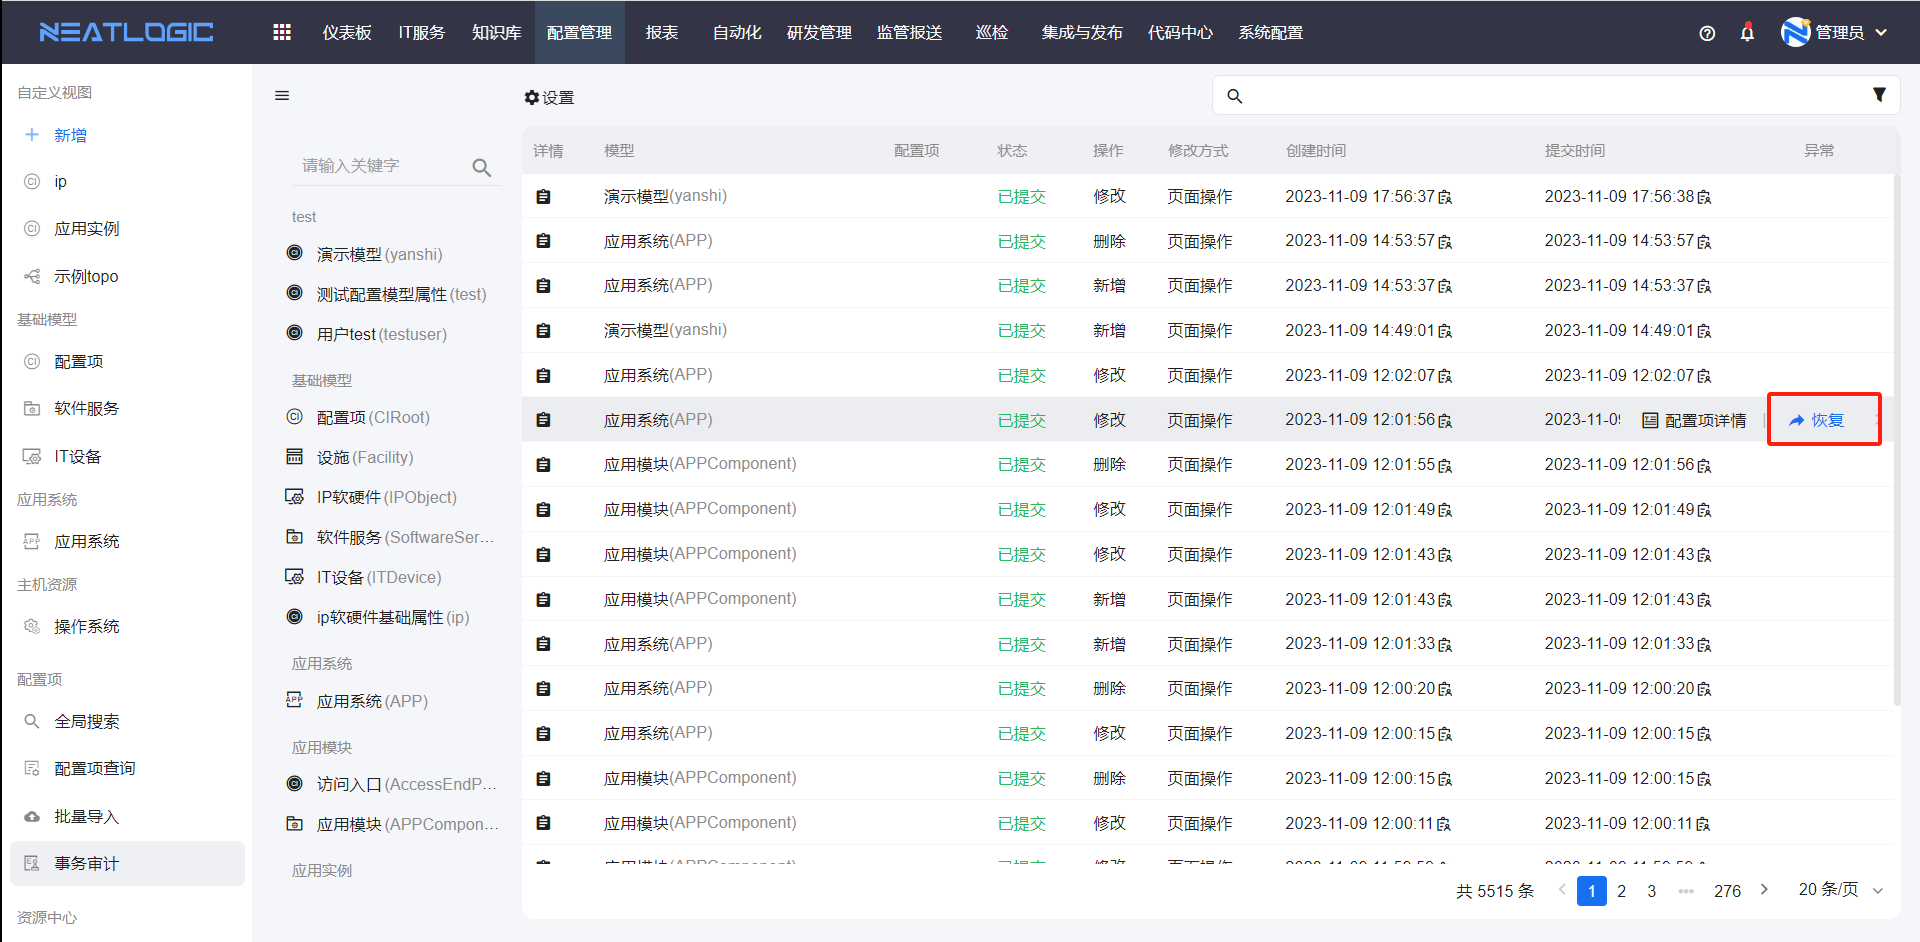 NEATLOGIC
仪表板 IT服务 知识库 配置管理 报表 自动化 研发管理 监管报送 巡检 集成与发布 代码中心 系统配置
管理员
自定义视图
新增
ip
应用实例
示例topo
基础模型
配置项
软件服务
IT设备
应用系统
应用系统
主机资源
操作系统
配置项
全局搜索
配置项查询
批量导入
事务审计
资源中心
请输入关键字
test
演示模型(yanshi)
测试配置模型属性(test)
用户test(testuser)
基础模型
配置项(CIRoot)
设施(Facility)
IP软硬件(IPObject)
软件服务(SoftwareSer...
IT设备(ITDevice)
ip软硬件基础属性(ip)
应用系统
应用系统(APP)
应用模块
访问入口(AccessEndP...
应用模块(APPCompon...
应用实例
设置
详情 模型 配置项 状态 操作 修改方式 创建时间 提交时间 异常
演示模型(yanshi) 已提交 修改 页面操作 2023-11-09 17:56:37 2023-11-09 17:56:38
应用系统(APP) 已提交 删除 页面操作 2023-11-09 14:53:57 2023-11-09 14:53:57
应用系统(APP) 已提交 新增 页面操作 2023-11-09 14:53:37 2023-11-09 14:53:37
演示模型(yanshi) 已提交 新增 页面操作 2023-11-09 14:49:01 2023-11-09 14:49:01
应用系统(APP) 已提交 修改 页面操作 2023-11-09 12:02:07 2023-11-09 12:02:07
应用系统(APP) 已提交 修改 页面操作 2023-11-09 12:01:56 2023-11-09 配置项详情 恢复
应用模块(APPComponent) 已提交 删除 页面操作 2023-11-09 12:01:55 2023-11-09 12:01:56
应用模块(APPComponent) 已提交 修改 页面操作 2023-11-09 12:01:49 2023-11-09 12:01:49
应用模块(APPComponent) 已提交 修改 页面操作 2023-11-09 12:01:43 2023-11-09 12:01:43
应用模块(APPComponent) 已提交 新增 页面操作 2023-11-09 12:01:43 2023-11-09 12:01:43
应用系统(APP) 已提交 新增 页面操作 2023-11-09 12:01:33 2023-11-09 12:01:33
应用系统(APP) 已提交 删除 页面操作 2023-11-09 12:00:20 2023-11-09 12:00:20
应用系统(APP) 已提交 修改 页面操作 2023-11-09 12:00:15 2023-11-09 12:00:15
应用模块(APPComponent) 已提交 删除 页面操作 2023-11-09 12:00:15 2023-11-09 12:00:15
应用模块(APPComponent) 已提交 修改 页面操作 2023-11-09 12:00:11 2023-11-09 12:00:11
共 5515 条 1 2 3 ••• 276 20 条/页